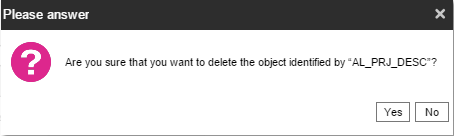 Please answer
Are you sure that you want to delete the object identified by “AL_PRJ_DESC”?
Yes No